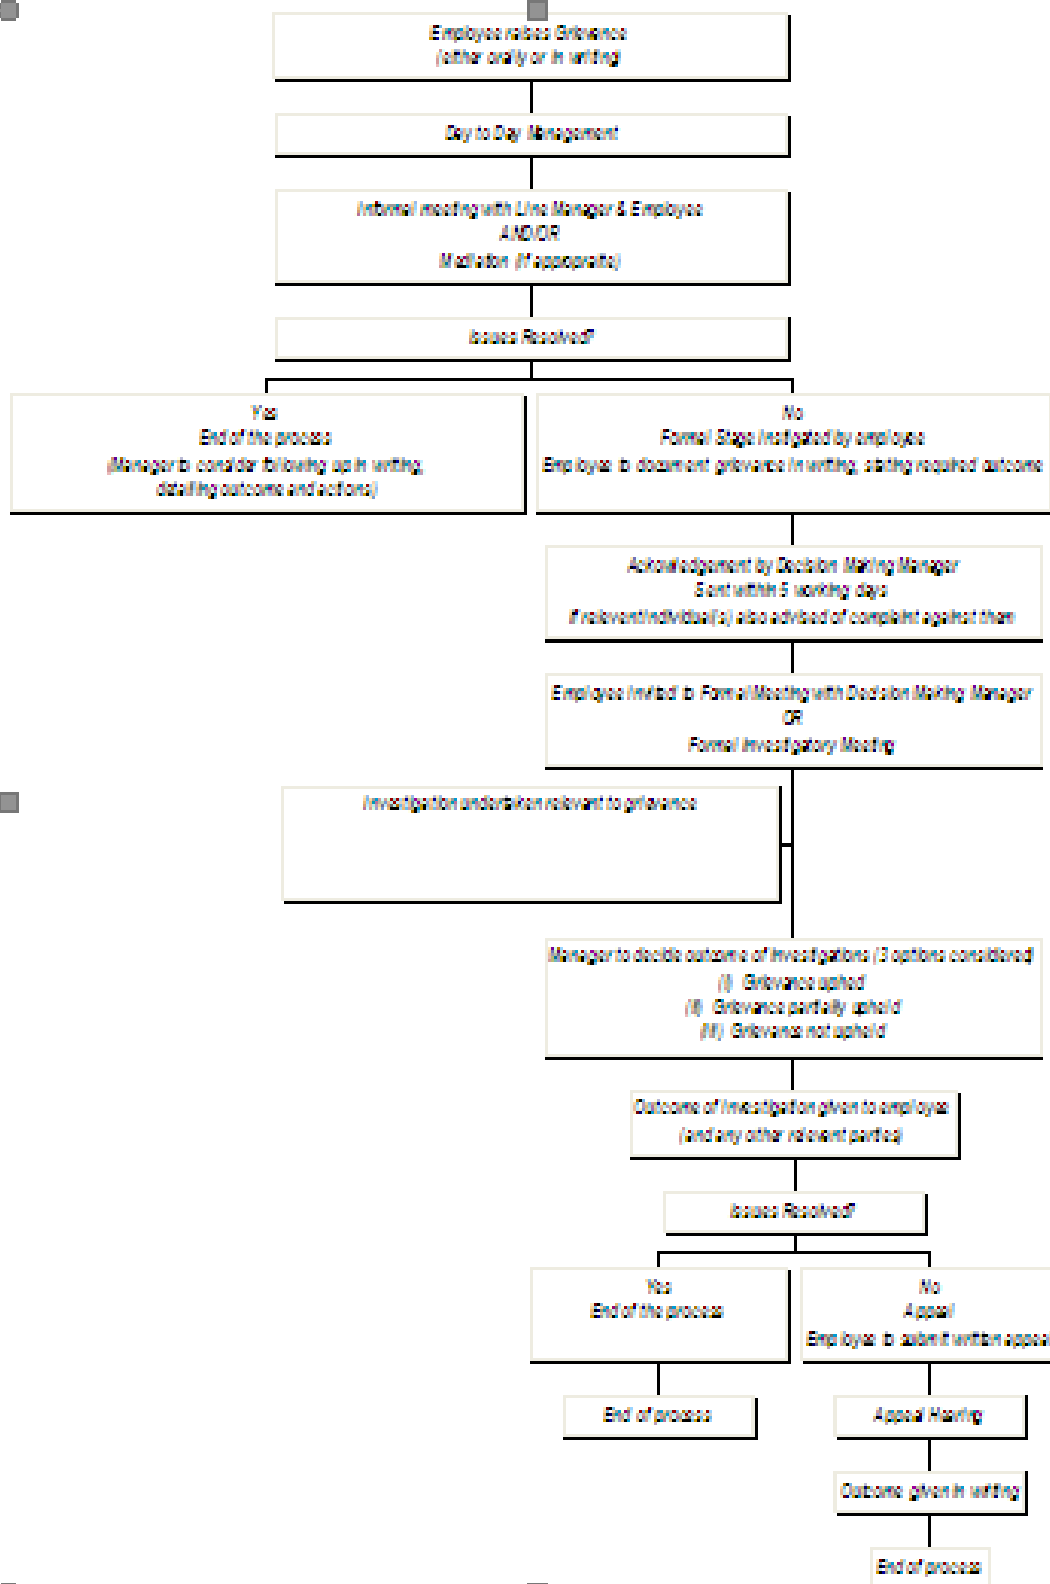 Employee raises Grievance
(either orally or in writing)
Day to Day Management
Informal meeting with Line Manager & Employee
AND/OR
Mediation (if appropraite)
Issues Resolved?
Yes
End of the process
(Manager to consider following up in writing,
detailing outcome and actions)
No
Formal Stage instigated by employee
Employee to document grievance in writing, stating required outcome
Acknowledgement by Decision Making Manager
Sent within 5 working days
If relevent individual(s) also advised of complaint against them
Employee invited to Formal Meeting with Decision Making Manager
OR
Formal Investigatory Meeting
Investigation undertaken relevant to grievance
Manager to decide outcome of investigations (3 options considered)
(i) Grievance upheld
(ii) Grievance partially upheld
(iii) Grievance not upheld
Outcome of investigation given to employee
(and any other relevent parties)
Issues Resolved?
Yes
End of the process
No
Appeal
Employee to submit written appeal
End of process
Appeal Hearing
Outcome given in writing
End of process